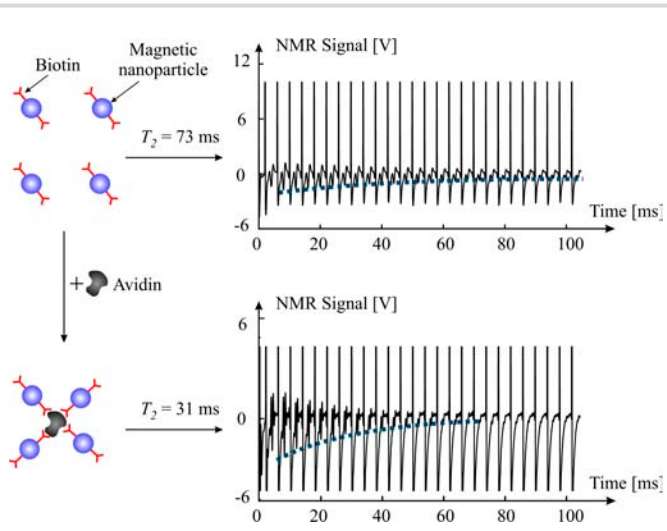 NMR Signal [V]
Biotin
Magnetic
nanoparticle
12
6
0
-6
T2 = 73 ms
Time [ms]
0 20 40 60 80 100
+ Avidin
NMR Signal [V]
6
0
-6
T2 = 31 ms
Time [ms]
0 20 40 60 80 100